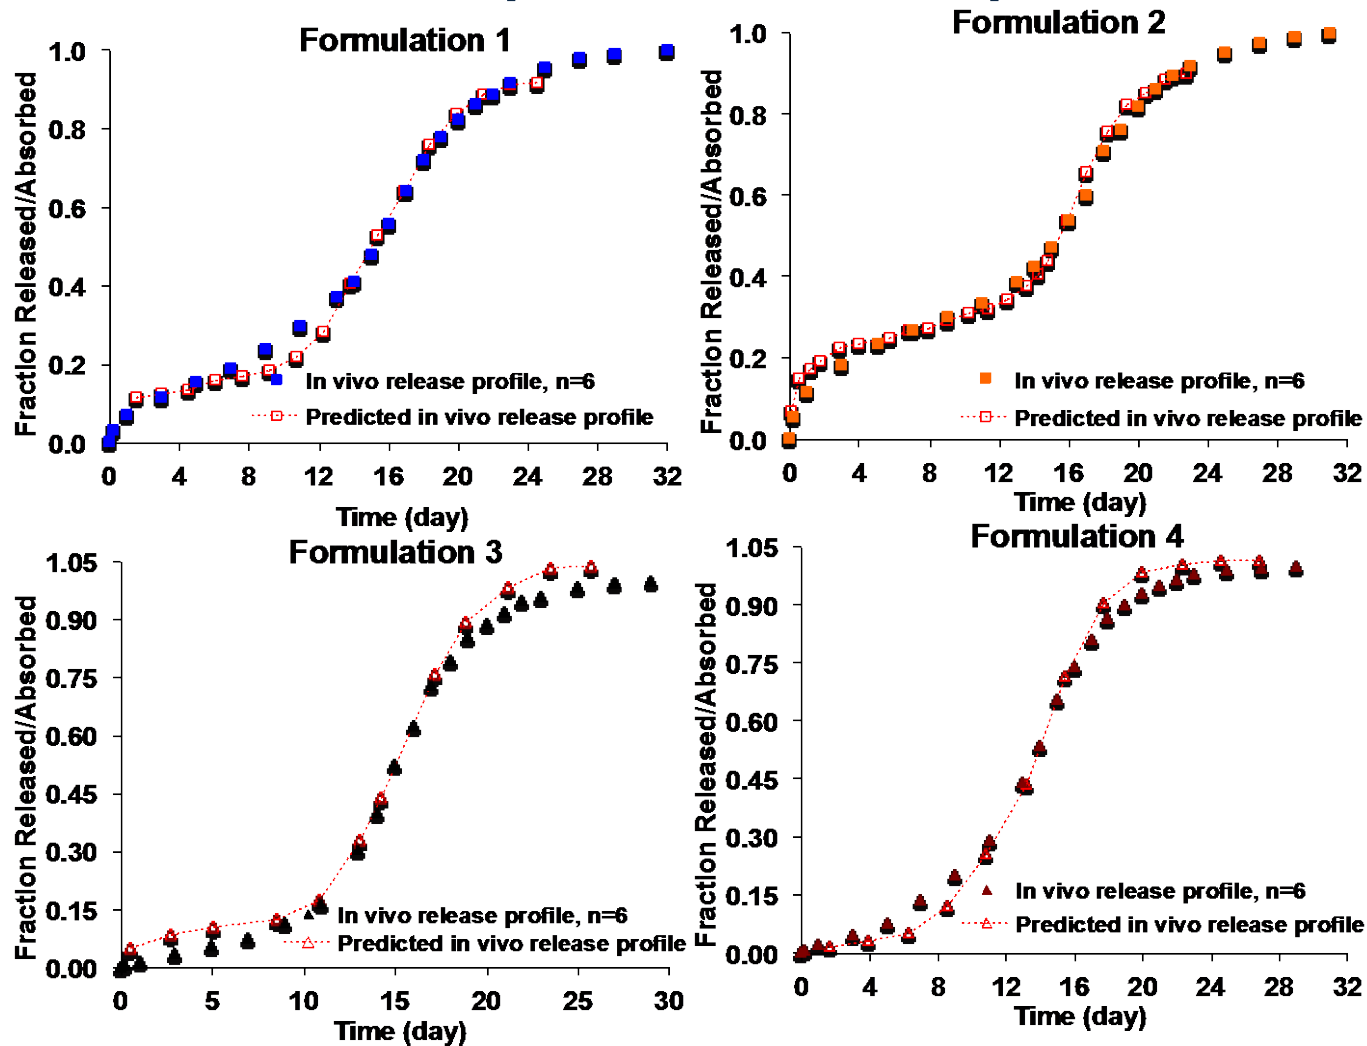 Formulation 1
Fraction Released/Absorbed
1.0
0.8
0.6
0.4
0.2
0.0
In vivo release profile, n=6
Predicted in vivo release profile
0 4 8 12 16 20 24 28 32
Time (day)
Formulation 2
Fraction Released/Absorbed
1.0
0.8
0.6
0.4
0.2
0.0
In vivo release profile, n=6
Predicted in vivo release profile
0 4 8 12 16 20 24 28 32
Time (day)
Formulation 3
Fraction Released/Absorbed
1.05
0.90
0.75
0.60
0.45
0.30
0.15
0.00
In vivo release profile, n=6
Predicted in vivo release profile
0 5 10 15 20 25 30
Time (day)
Formulation 4
Fraction Released/Absorbed
1.05
0.90
0.75
0.60
0.45
0.30
0.15
0.00
In vivo release profile, n=6
Predicted in vivo release profile
0 4 8 12 16 20 24 28 32
Time (day)